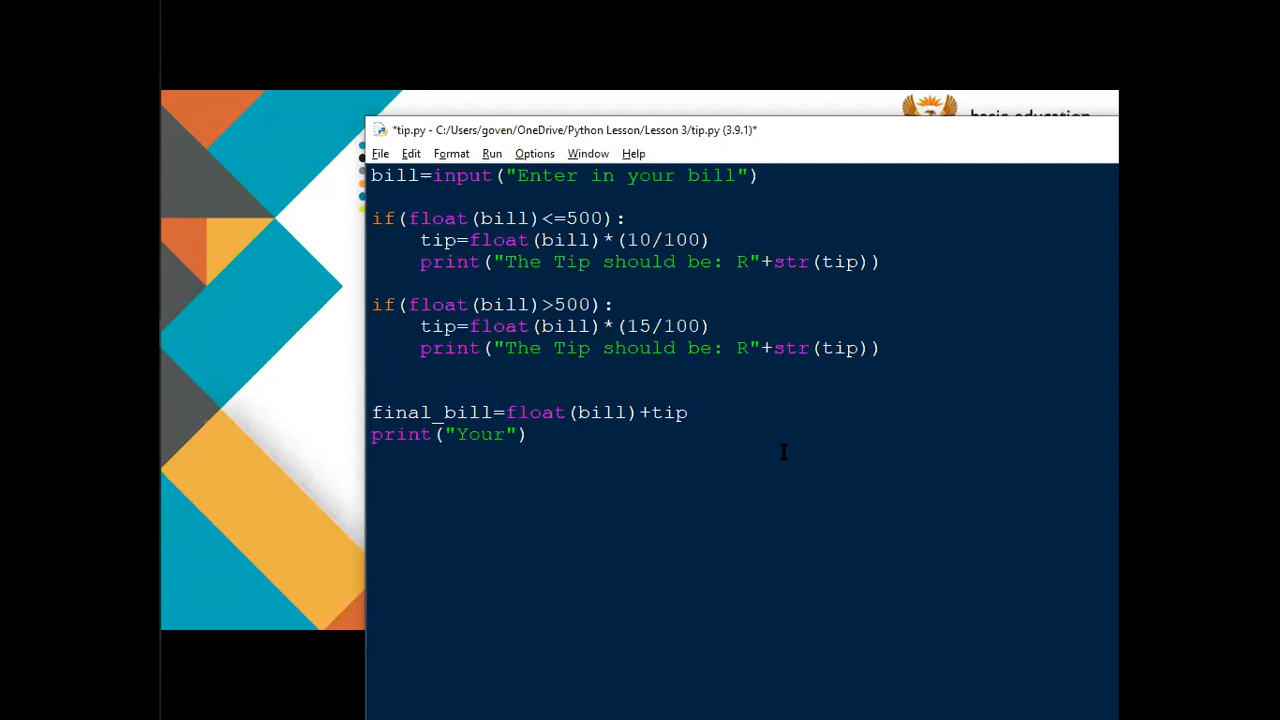 basic education
*tip.py - C:/Users/goven/OneDrive/Python Lesson/Lesson 3/tip.py (3.9.1)*
File Edit Format Run Options Window Help
bill=input("Enter in your bill")
if(float(bill)<=500):
    tip=float(bill)*(10/100)
    print("The Tip should be: R"+str(tip))
if(float(bill)>500):
    tip=float(bill)*(15/100)
    print("The Tip should be: R"+str(tip))
final_bill=float(bill)+tip
print("Your")